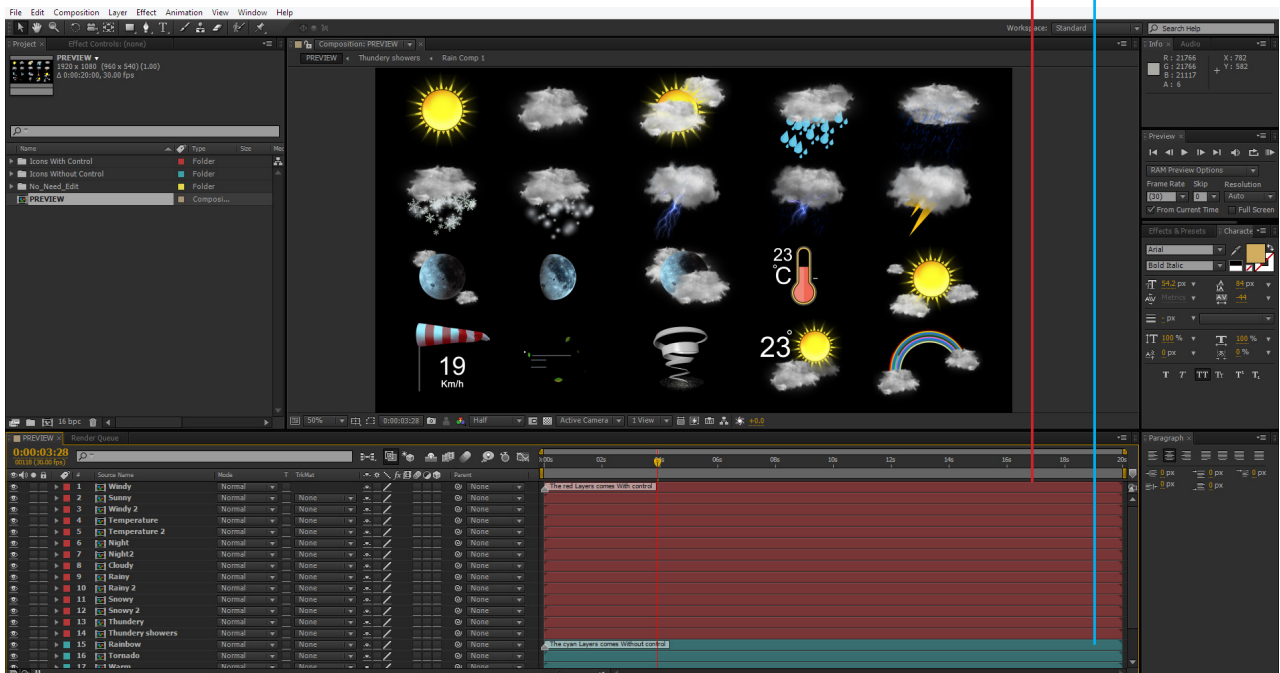 File Edit Composition Layer Effect Animation View Window Help
Workspace: Standard
Search Help
Project × Effect Controls: (none)
PREVIEW
1920 x 1080 (960 x 540) (1.00)
Δ 0:00:20:00, 30.00 fps
Name Type Size Med
Icons With Control Folder
Icons Without Control Folder
No_Need_Edit Folder
PREVIEW Composi...
16 bpc
Composition: PREVIEW ×
PREVIEW Thundery showers Rain Comp 1
23
°C
19
Km/h
23°
50% 0:00:03:28 Half Active Camera 1 View +0.0
Info × Audio
R : 21766 X : 782
G : 21766 Y : 582
B : 21117
A : 6
Preview ×
RAM Preview Options
Frame Rate Skip Resolution
(30) 0 Auto
From Current Time Full Screen
Effects & Presets Characte
Arial
Bold Italic
54.2 px 84 px
Metrics -44
- px
100 % 100 %
0 px 0 %
T T TT Tr T T
Paragraph ×
0 px 0 px 0 px
0 px 0 px
PREVIEW × Render Queue
0:00:03:28
00118 (30.00 fps)
# Source Name Mode T TrkMat Parent
:00s 02s 04s 06s 08s 10s 12s 14s 16s 18s 20s
1 Windy Normal None
The red Layers comes With control
2 Sunny Normal None None
3 Windy 2 Normal None None
4 Temperature Normal None None
5 Temperature 2 Normal None None
6 Night Normal None None
7 Night2 Normal None None
8 Cloudy Normal None None
9 Rainy Normal None None
10 Rainy 2 Normal None None
11 Snowy Normal None None
12 Snowy 2 Normal None None
13 Thundery Normal None None
14 Thundery showers Normal None None
15 Rainbow Normal None None
The cyan Layers comes Without control
16 Tornado Normal None None
17 Warm Normal None None